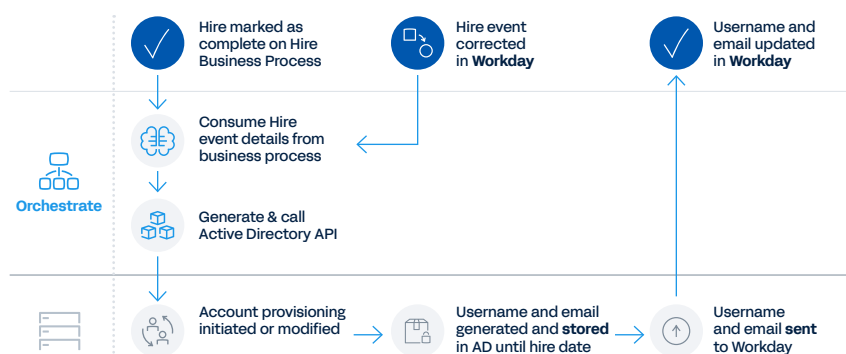 Hire marked as
complete on Hire
Business Process
Hire event
corrected
in Workday
Username and
email updated
in Workday
Consume Hire
event details from
business process
Orchestrate
Generate & call
Active Directory API
Account provisioning
initiated or modified
Username and email
generated and stored
in AD until hire date
Username
and email sent
to Workday